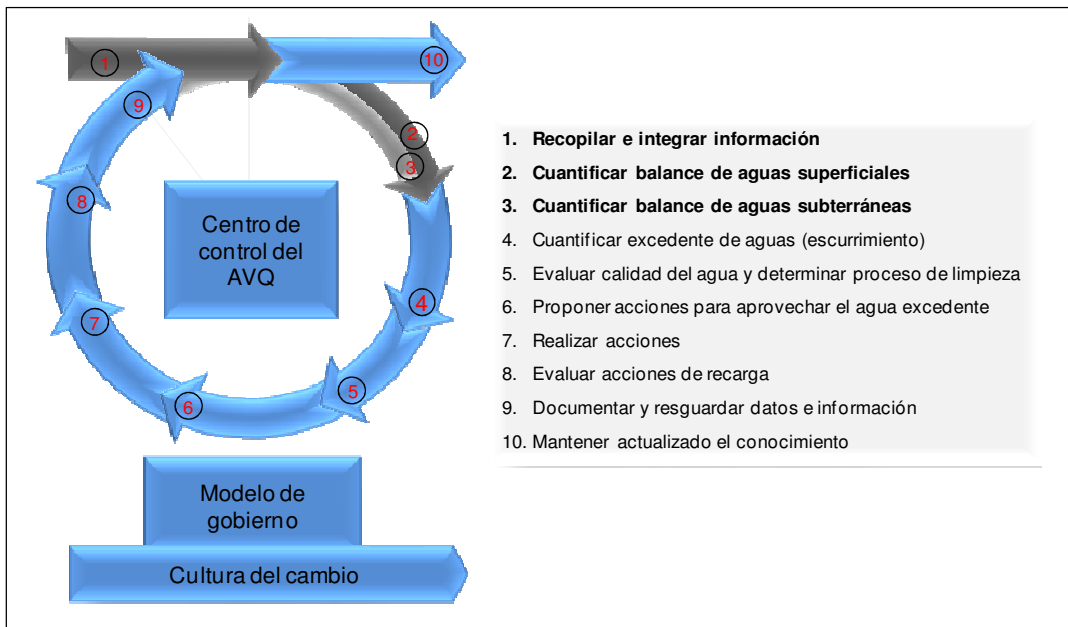 1
10
2
3
9
8
4
7
5
6
Centro de
control del
AVQ
Modelo de
gobierno
Cultura del cambio
1. Recopilar e integrar información
2. Cuantificar balance de aguas superficiales
3. Cuantificar balance de aguas subterráneas
4. Cuantificar excedente de aguas (escurrimiento)
5. Evaluar calidad del agua y determinar proceso de limpieza
6. Proponer acciones para aprovechar el agua excedente
7. Realizar acciones
8. Evaluar acciones de recarga
9. Documentar y resguardar datos e información
10. Mantener actualizado el conocimiento